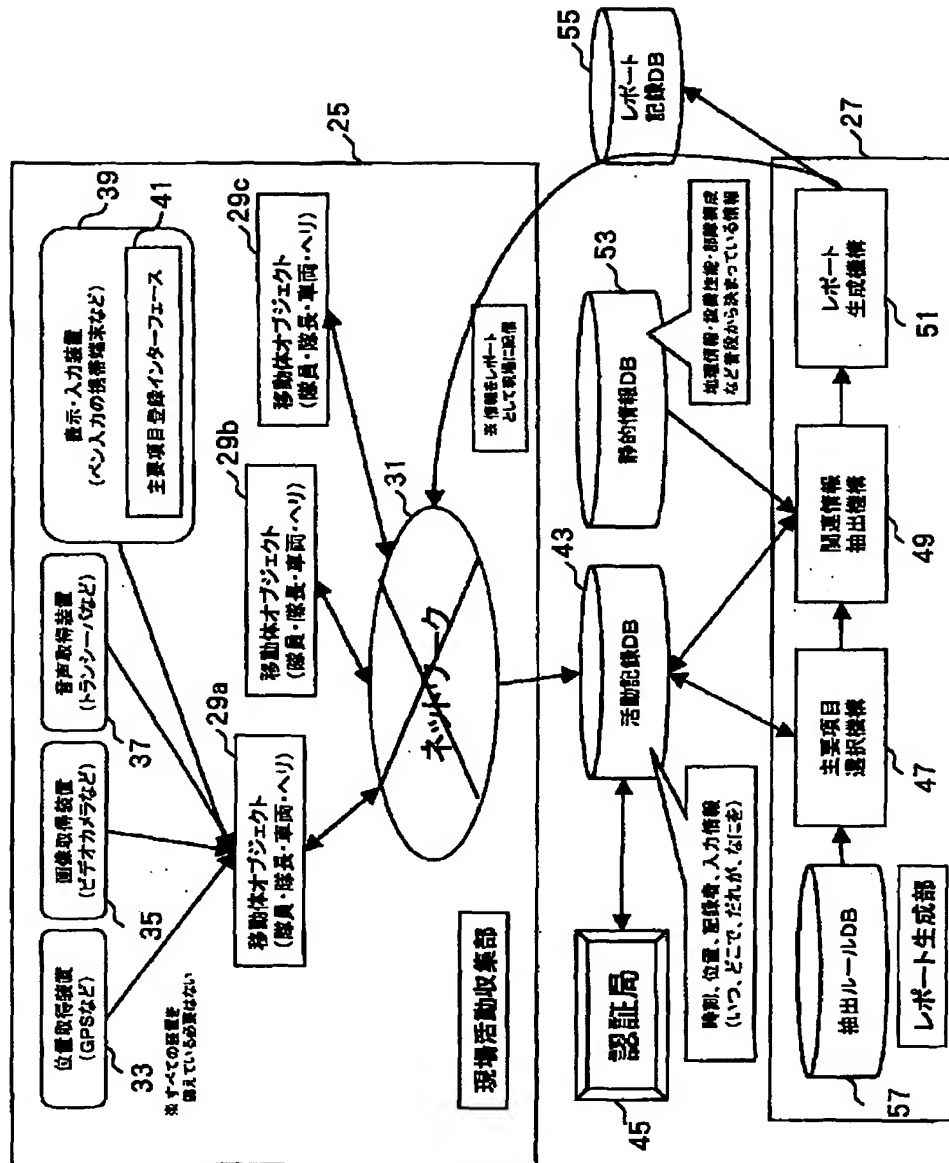 位置取得装置
(GPSなど)
33
※すべての装置を
備えている必要はない
画像取得装置
(ビデオカメラなど)
35
音声取得装置
(トランシーバなど)
37
39
表示・入力装置
(ペン入力の携帯端末など)
41
主要項目登録インターフェース
25
29a
移動体オブジェクト
(隊員・隊長・車両・ヘリ)
29b
移動体オブジェクト
(隊員・隊長・車両・ヘリ)
29c
移動体オブジェクト
(隊員・隊長・車両・ヘリ)
現場活動収集部
31
ネットワーク
※情報をレポート
として現場に配信
認証局
45
43
活動記録DB
時刻、位置、記録者、入力情報
(いつ、どこで、だれが、なにを)
53
静的情報DB
地理情報・設備性能・部隊構成
など普段から決まっている情報
55
レポート
記録DB
27
抽出ルールDB
57
レポート生成部
主要項目
選択機構
47
関連情報
抽出機構
49
レポート
生成機構
51